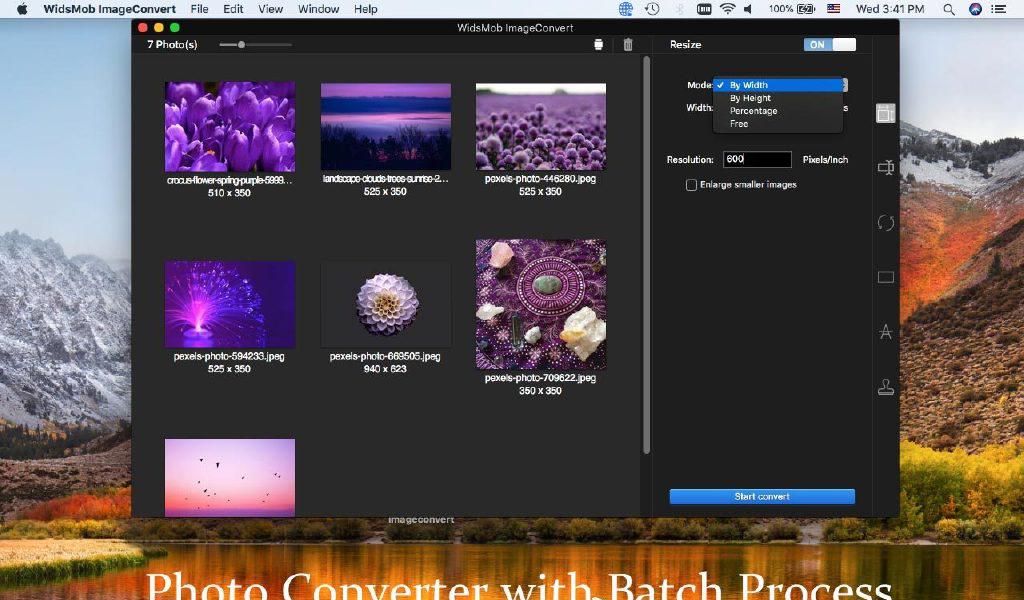 WidsMob ImageConvert File Edit View Window Help 100% Wed 3:41 PM
WidsMob ImageConvert
7 Photo(s)
Resize
ON
Mode:
✓ By Width
By Height
Percentage
Free
Width:
s
Resolution: 600 Pixels/Inch
Enlarge smaller images
crocus-flower-spring-purple-5999...
510 x 350
landscape-clouds-trees-sunrise-2...
525 x 350
pexels-photo-446280.jpeg
525 x 350
pexels-photo-594233.jpeg
525 x 350
pexels-photo-669505.jpeg
940 x 623
pexels-photo-709622.jpeg
350 x 350
A
Start convert
imageconvert
Photo Converter with Batch Process